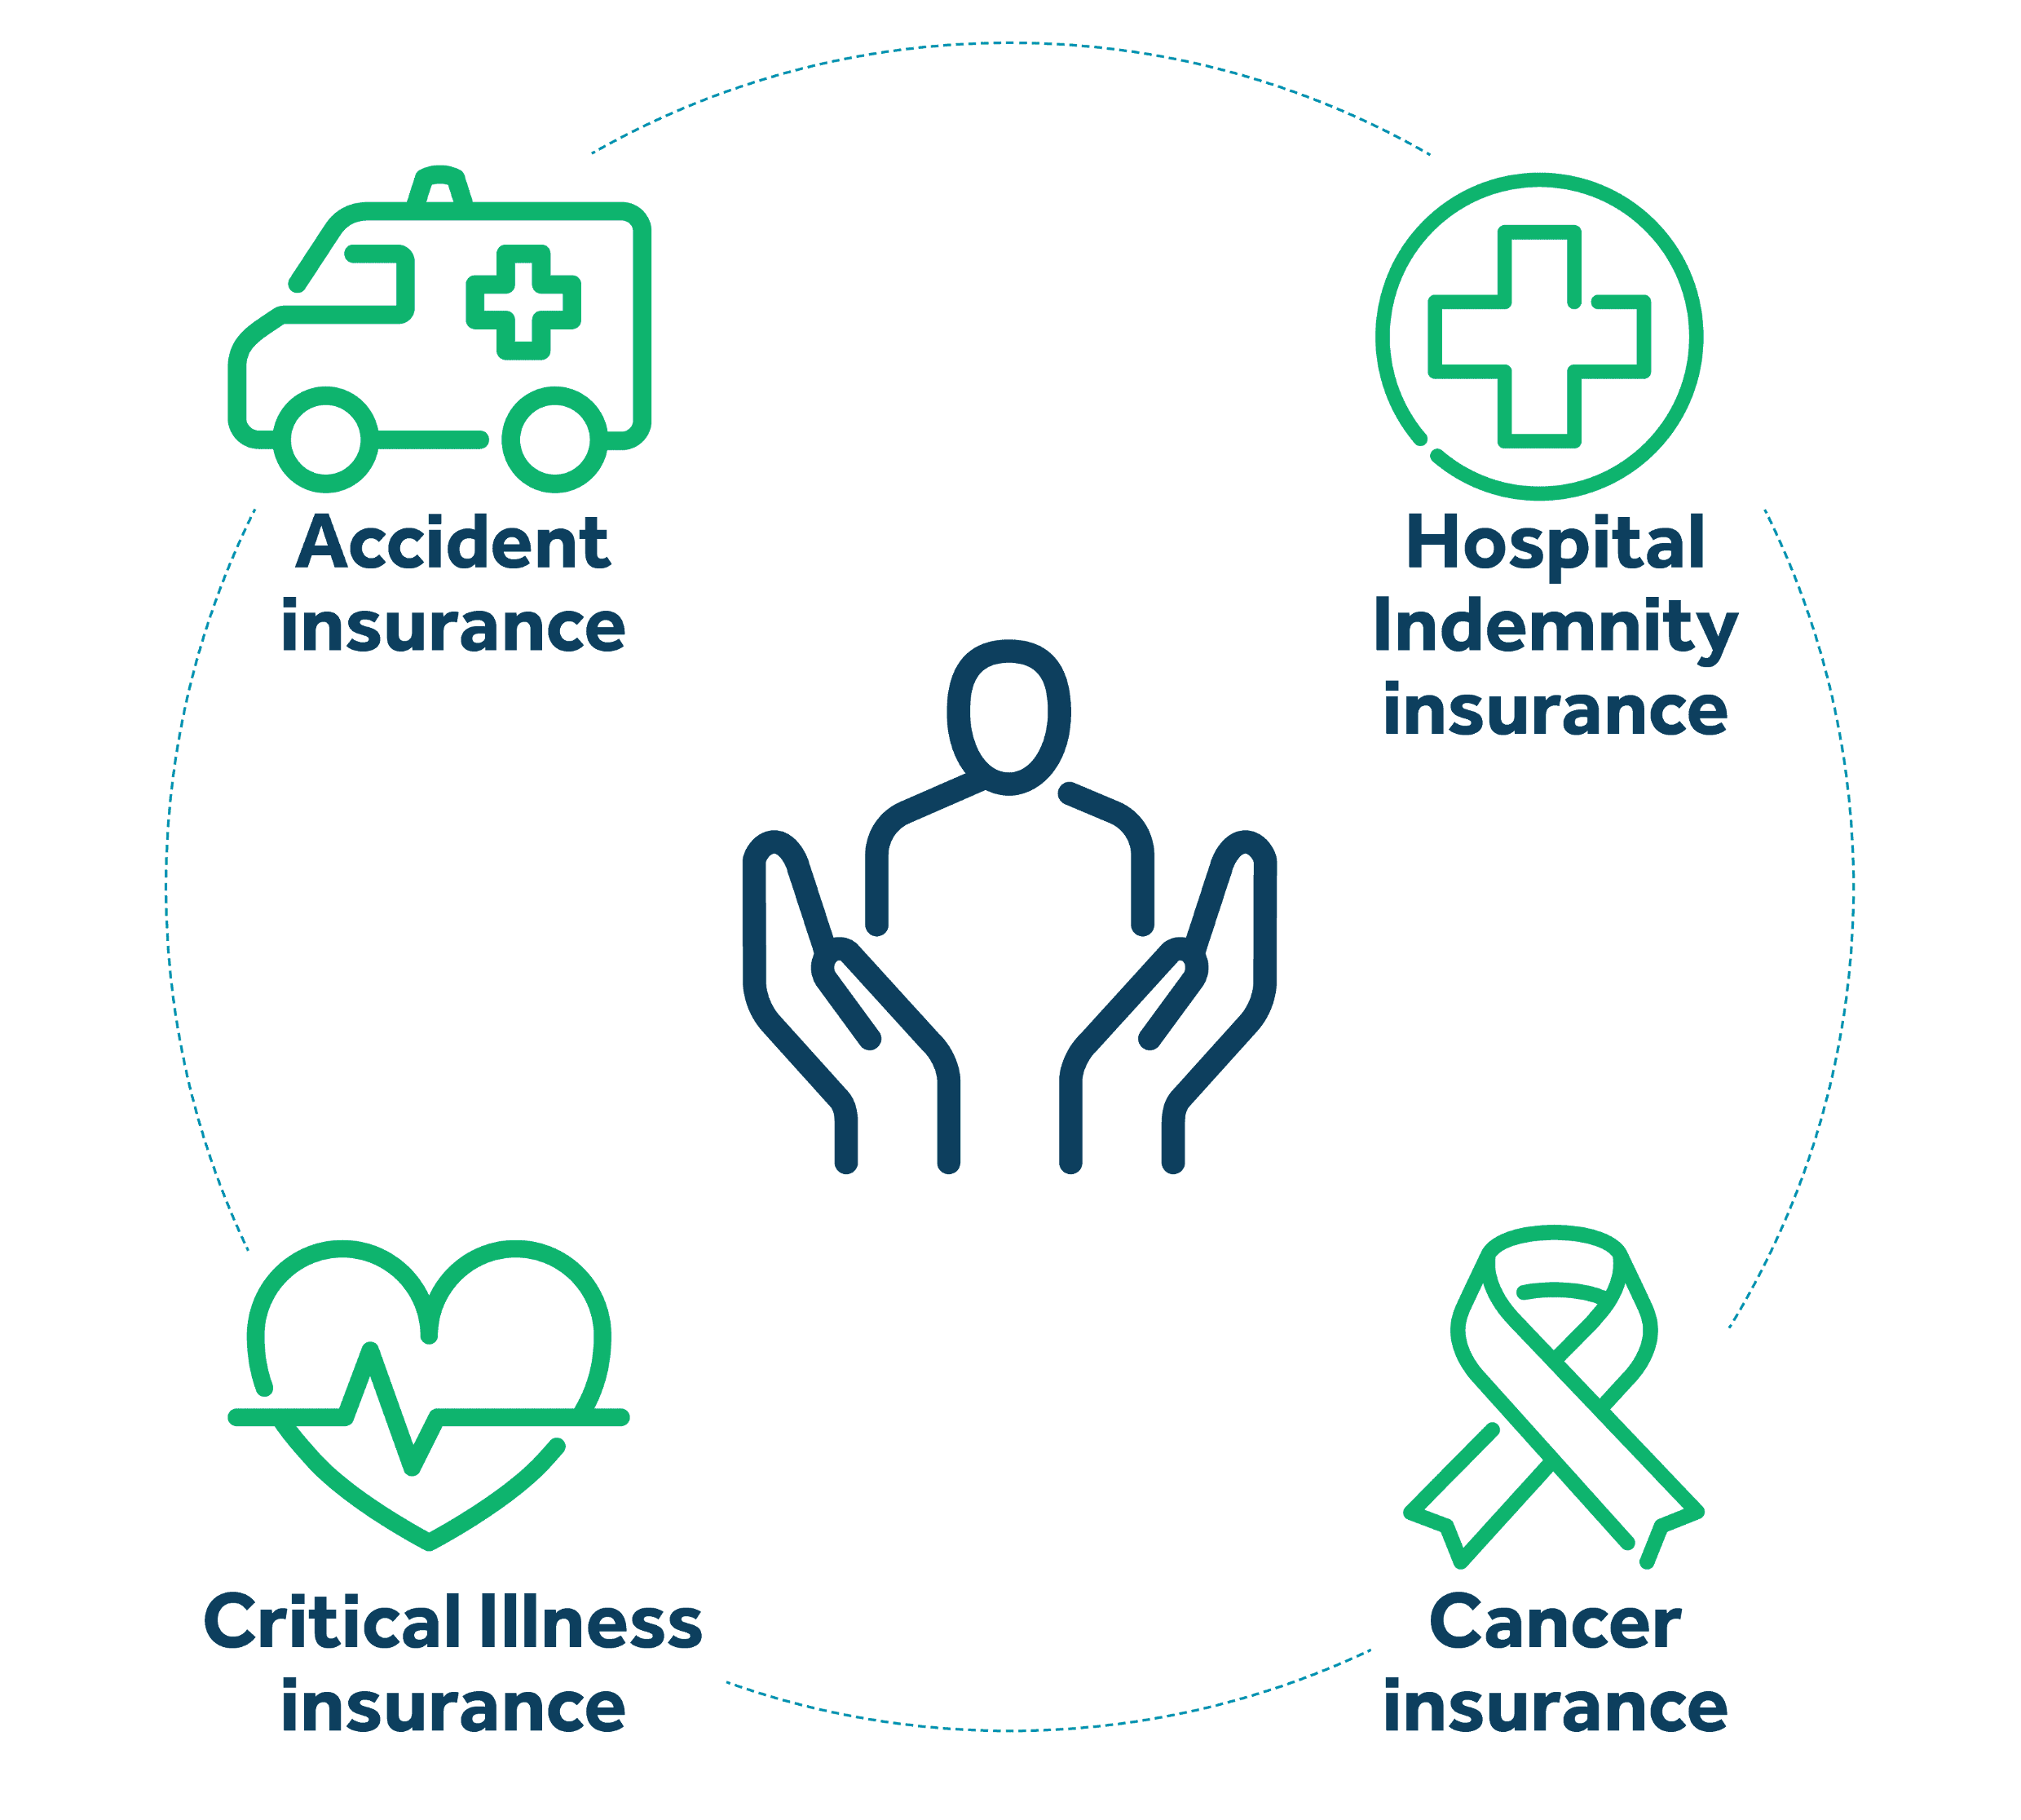 Accident
insurance
Hospital
Indemnity
insurance
Critical Illness
insurance
Cancer
insurance